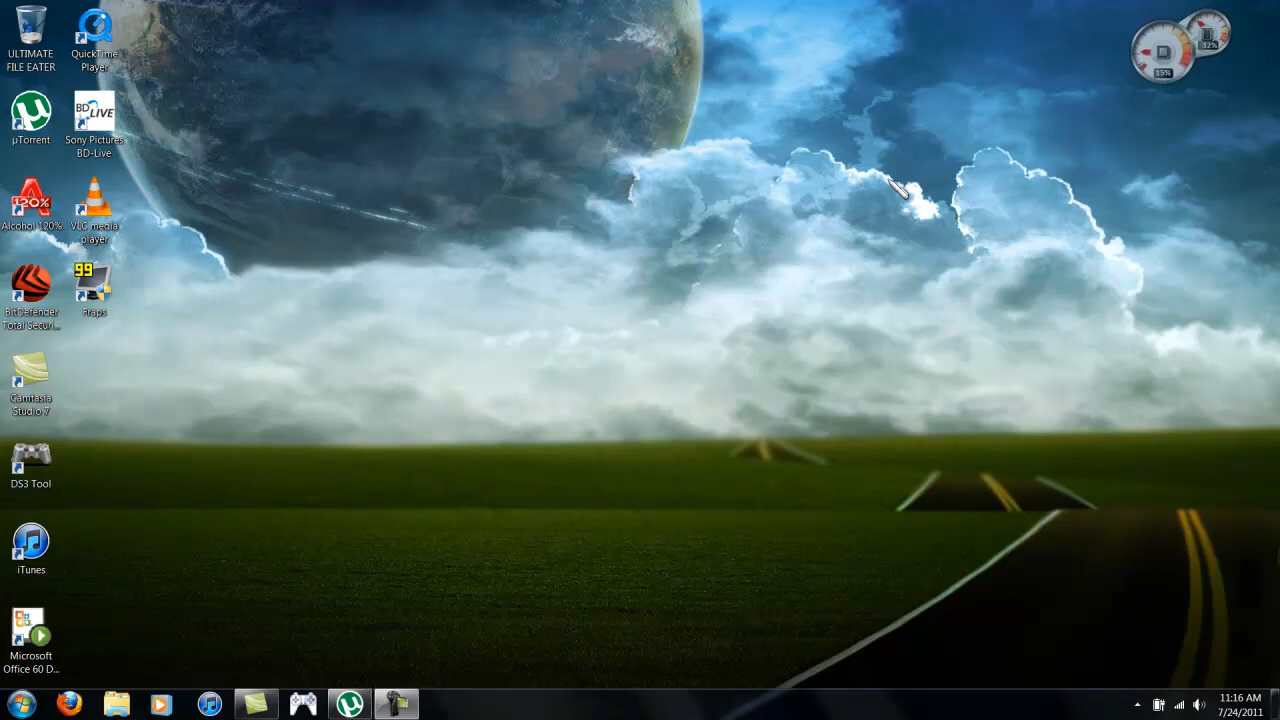 ULTIMATE
FILE EATER
QuickTime
Player
µTorrent
BD LIVE
Sony Pictures
BD-Live
120%
Alcohol 120%
VLC media
player
BitDefender
Total Securi...
99
Fraps
Camtasia
Studio 7
DS3 Tool
iTunes
Microsoft
Office 60 D...
15%
32%
11:16 AM
7/24/2011